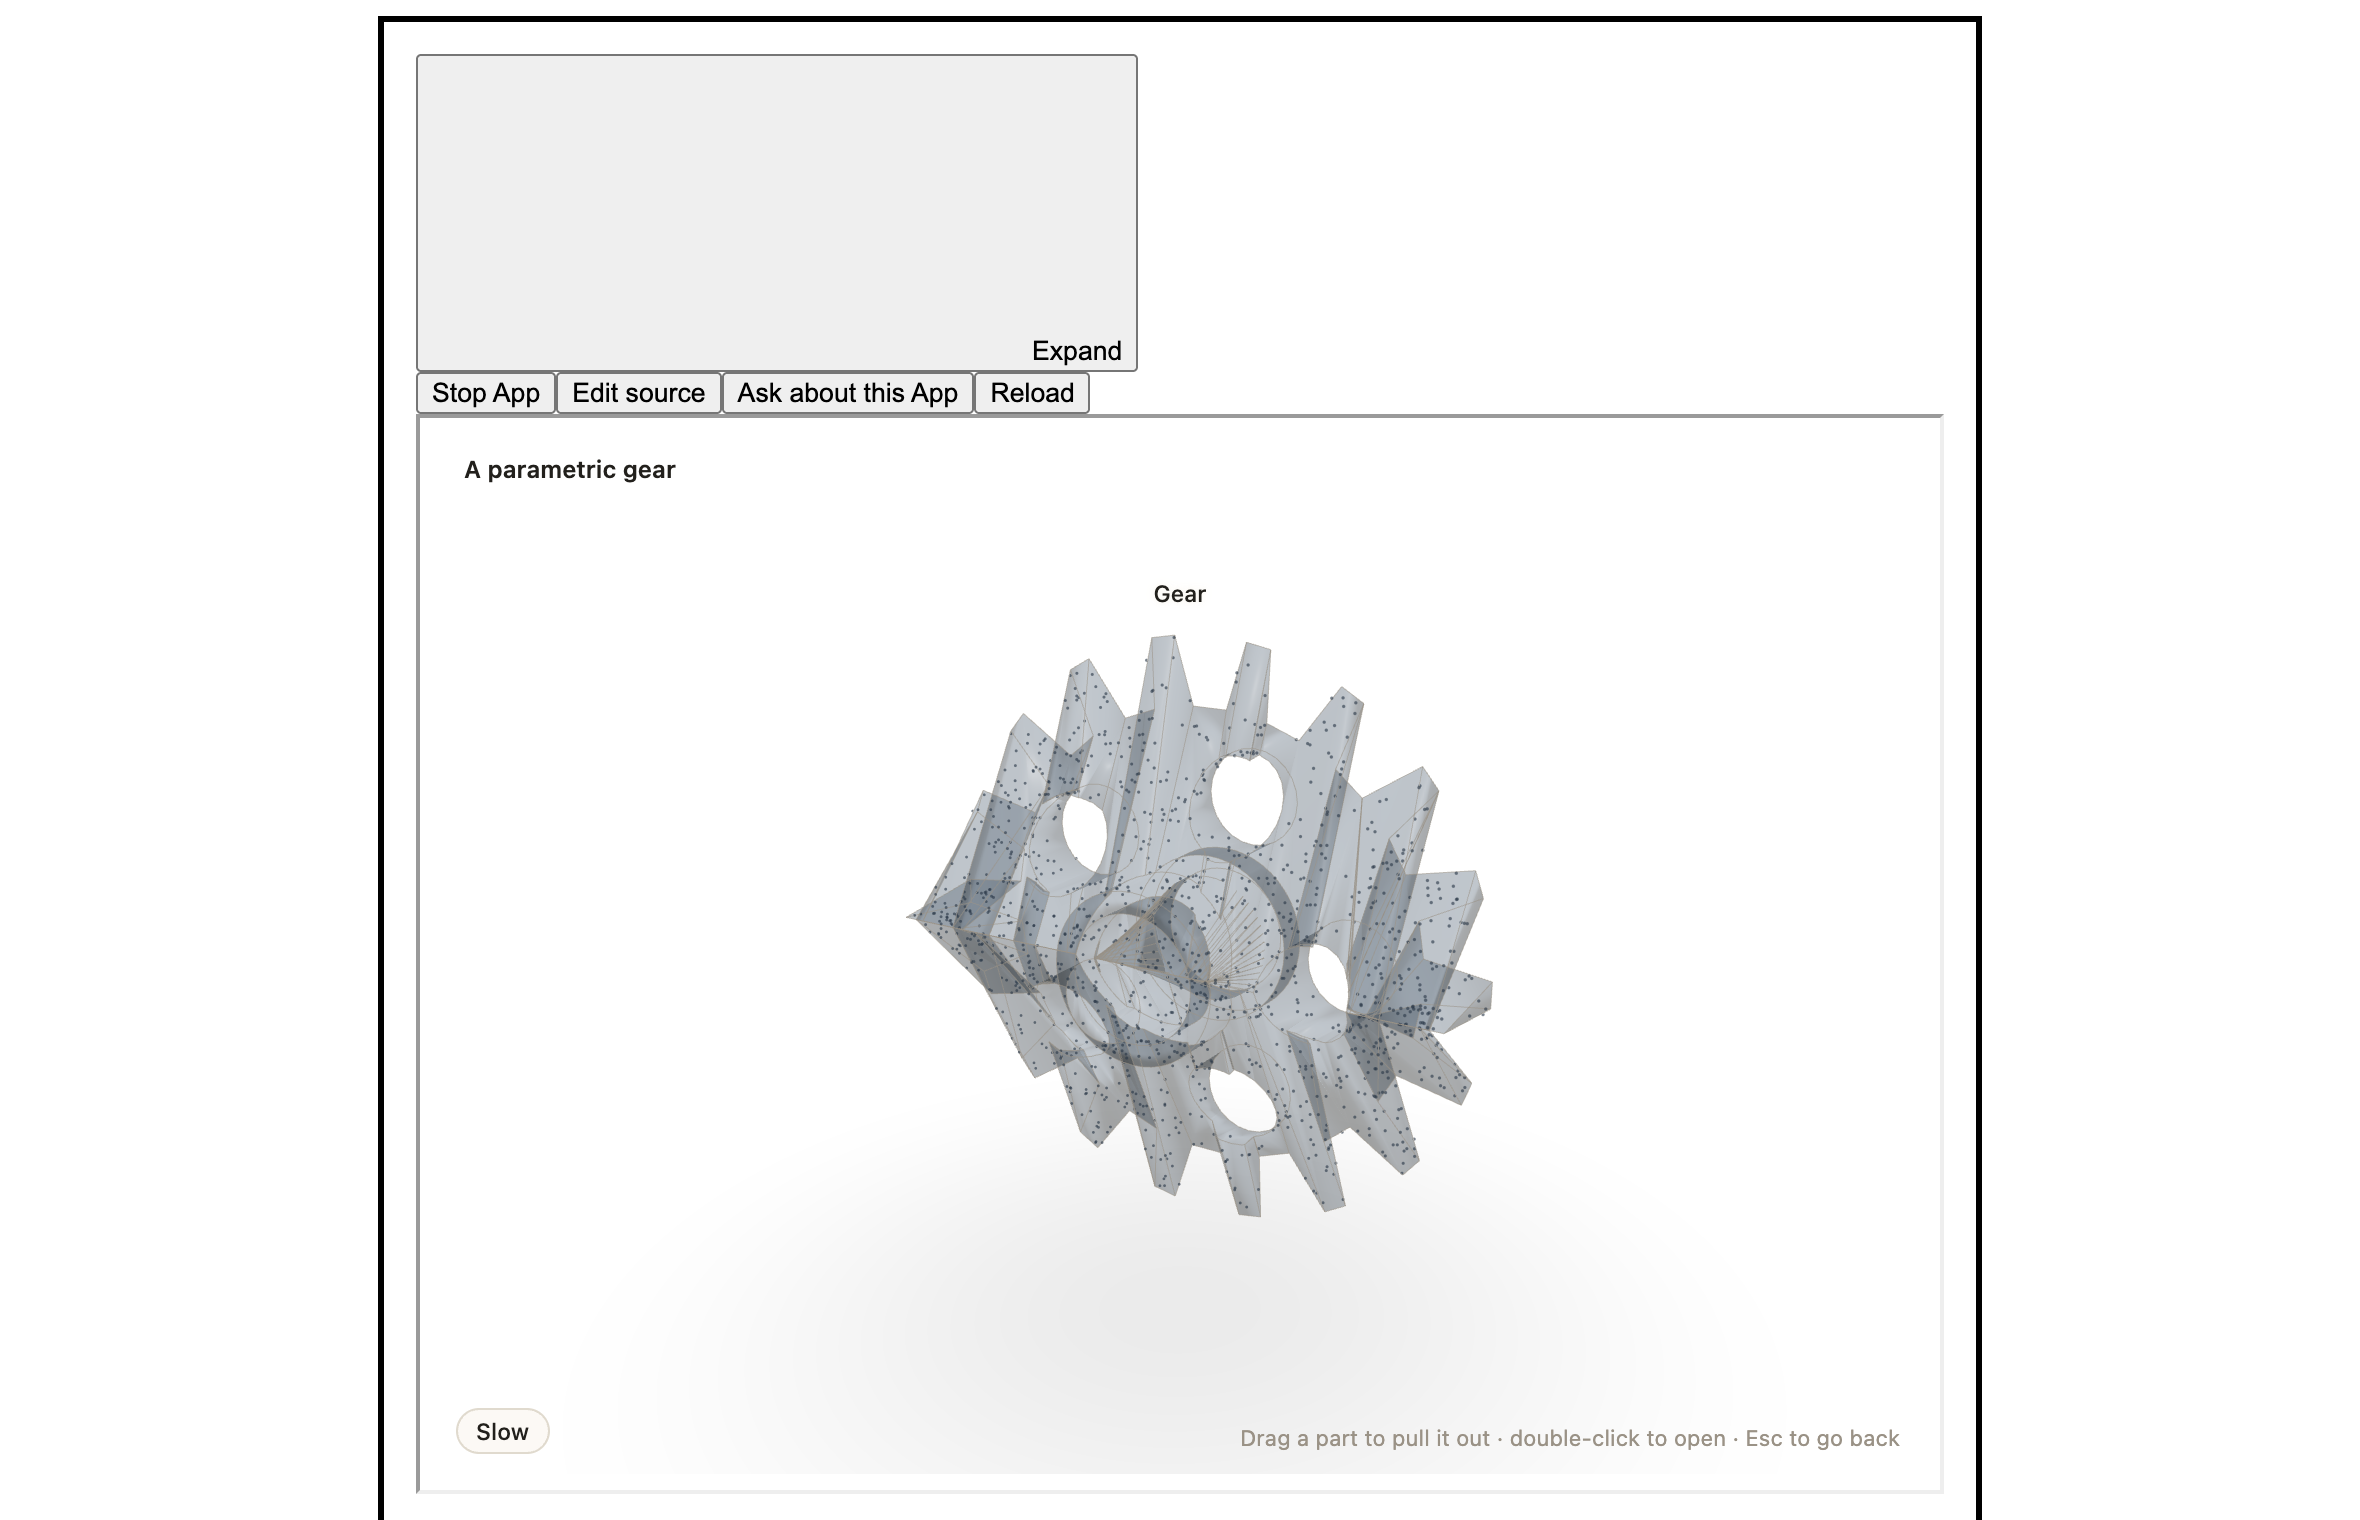 Expand
Stop App Edit source Ask about this App Reload
A parametric gear
Gear
Slow
Drag a part to pull it out · double-click to open · Esc to go back